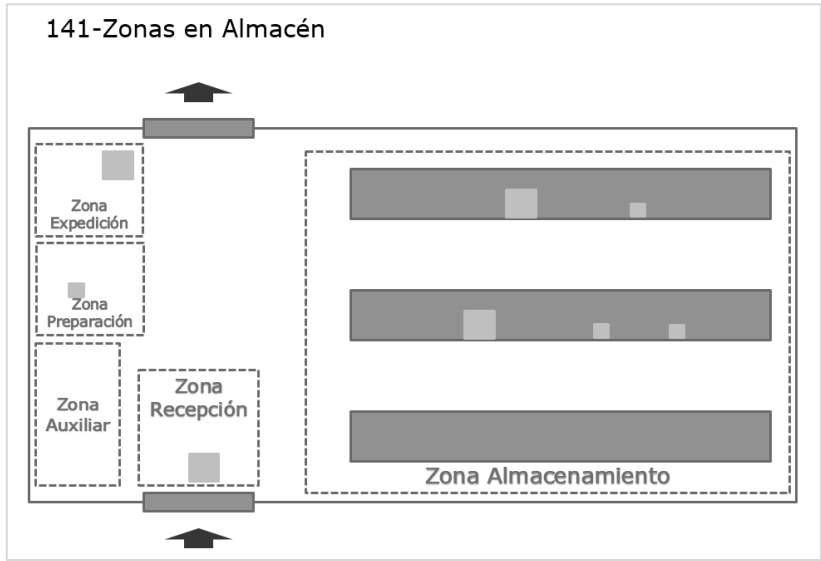 141-Zonas en Almacén
Zona
Expedición
Zona
Preparación
Zona
Auxiliar
Zona
Recepción
Zona Almacenamiento